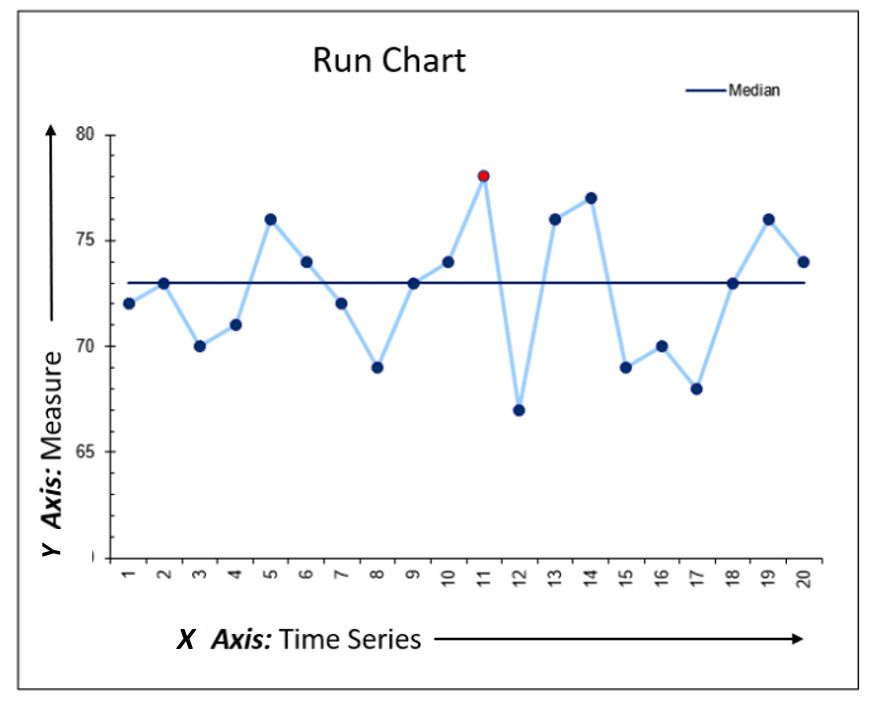 Run Chart
Median
80
75
70
65
Y Axis: Measure
1 2 3 4 5 6 7 8 9 10 11 12 13 14 15 16 17 18 19 20
X Axis: Time Series